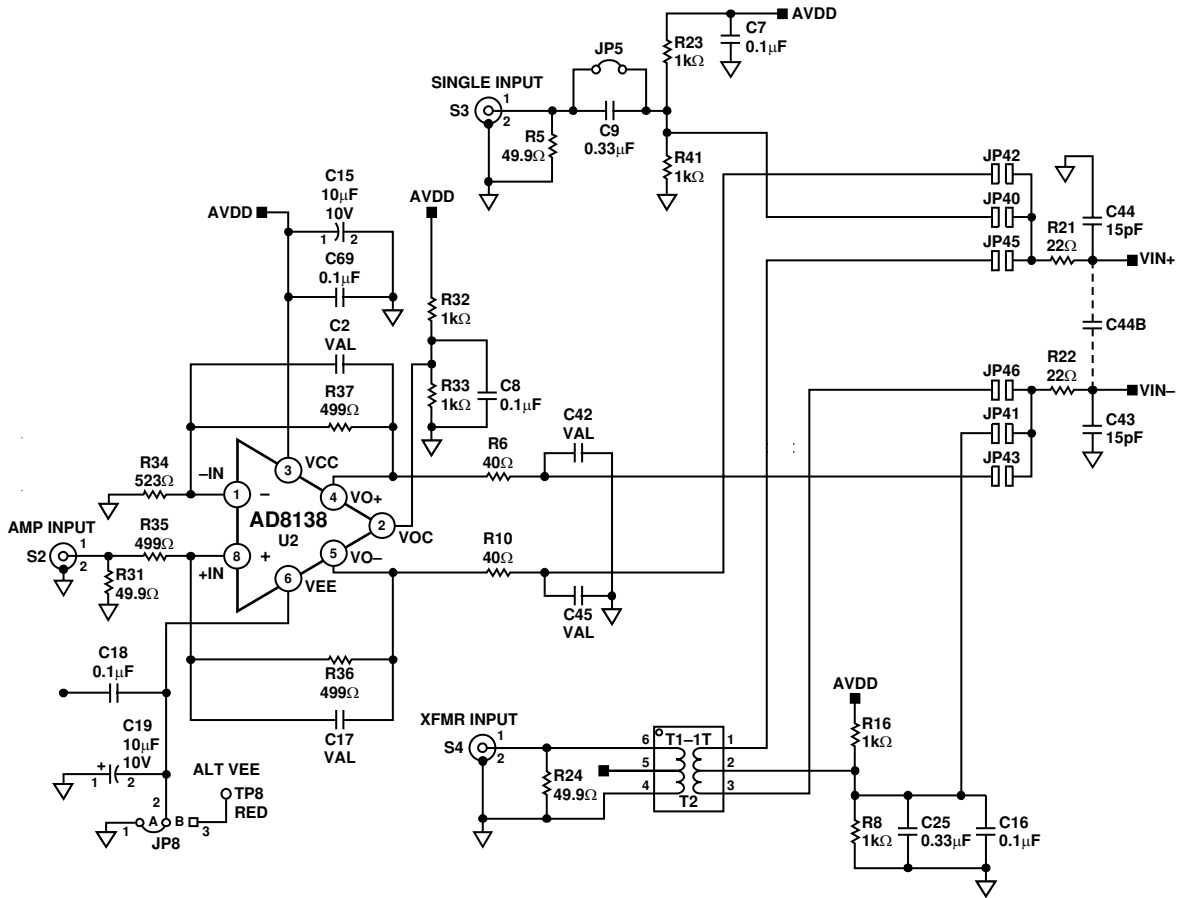 AVDD
C7
0.1μF
R23
1kΩ
JP5
SINGLE INPUT
S3
1
2
R5
49.9Ω
C9
0.33μF
R41
1kΩ
JP42
JP40
JP45
C44
15pF
R21
22Ω
VIN+
C44B
R22
22Ω
VIN–
C43
15pF
JP46
JP41
JP43
C15
10μF
10V
AVDD
1
2
C69
0.1μF
AVDD
R32
1kΩ
R33
1kΩ
C8
0.1μF
C2
VAL
R37
499Ω
C42
VAL
R6
40Ω
R34
523Ω
–IN
1
–
3
VCC
4
VO+
AD8138
U2
2
VOC
AMP INPUT
S2
1
2
R35
499Ω
R31
49.9Ω
8
+
+IN
5
VO–
6
VEE
R10
40Ω
C45
VAL
C18
0.1μF
R36
499Ω
C17
VAL
C19
10μF
10V
+
1
2
ALT VEE
TP8
RED
2
1
A
B
3
JP8
XFMR INPUT
S4
1
2
R24
49.9Ω
6
T1–1T
1
5
2
4
3
T2
AVDD
R16
1kΩ
R8
1kΩ
C25
0.33μF
C16
0.1μF